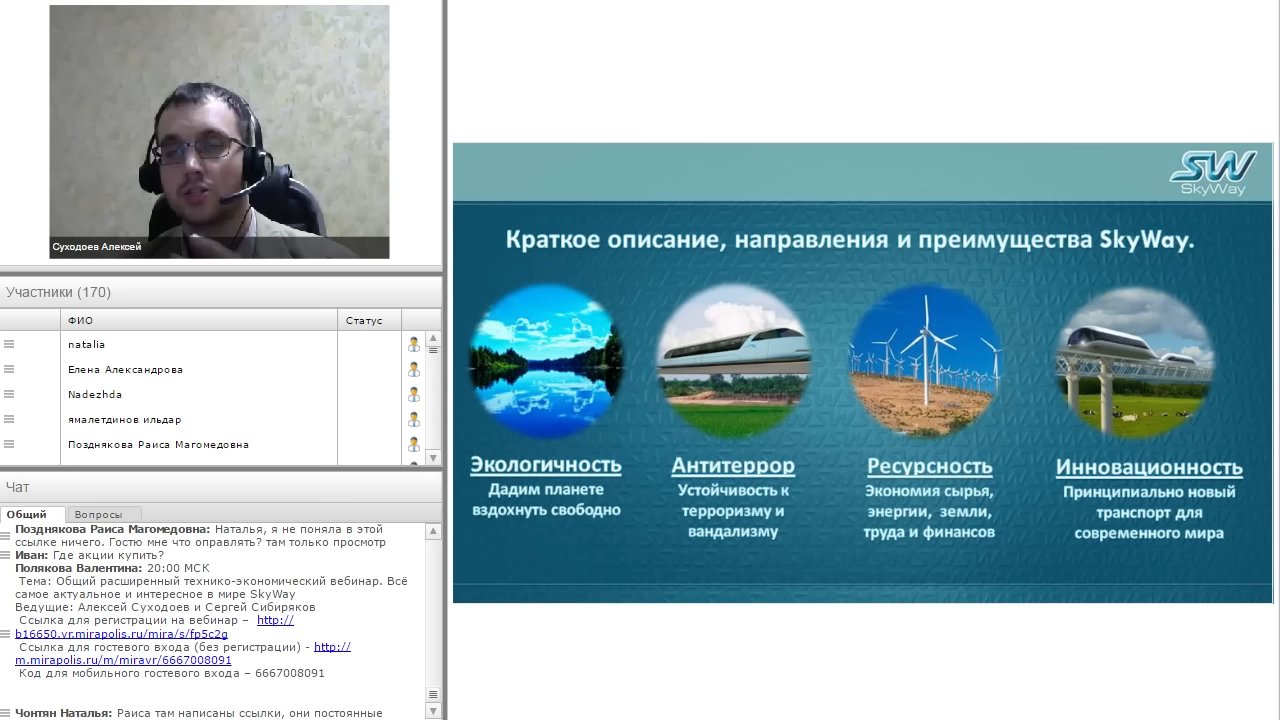 Суходоев Алексей
Участники (170)
ФИО
Статус
natalia
Елена Александрова
Nadezhda
ямалетдинов ильдар
Позднякова Раиса Магомедовна
Чат
Общий
Вопросы
Позднякова Раиса Магомедовна: Наталья, я не поняла в этой
ссылке ничего. Гостю мне что оправлять? там только просмотр
Иван: Где акции купить?
Полякова Валентина: 20:00 МСК
Тема: Общий расширенный технико-экономический вебинар. Всё
самое актуальное и интересное в мире SkyWay
Ведущие: Алексей Суходоев и Сергей Сибиряков
Ссылка для регистрации на вебинар – http://
b16650.vr.mirapolis.ru/mira/s/fp5c2g
Ссылка для гостевого входа (без регистрации) - http://
m.mirapolis.ru/m/miravr/6667008091
Код для мобильного гостевого входа – 6667008091
Чонтян Наталья: Раиса там написаны ссылки, они постоянные
SW
SkyWay
Краткое описание, направления и преимущества SkyWay.
Экологичность
Дадим планете
вздохнуть свободно
Антитеррор
Устойчивость к
терроризму и
вандализму
Ресурсность
Экономия сырья,
энергии, земли,
труда и финансов
Инновационность
Принципиально новый
транспорт для
современного мира